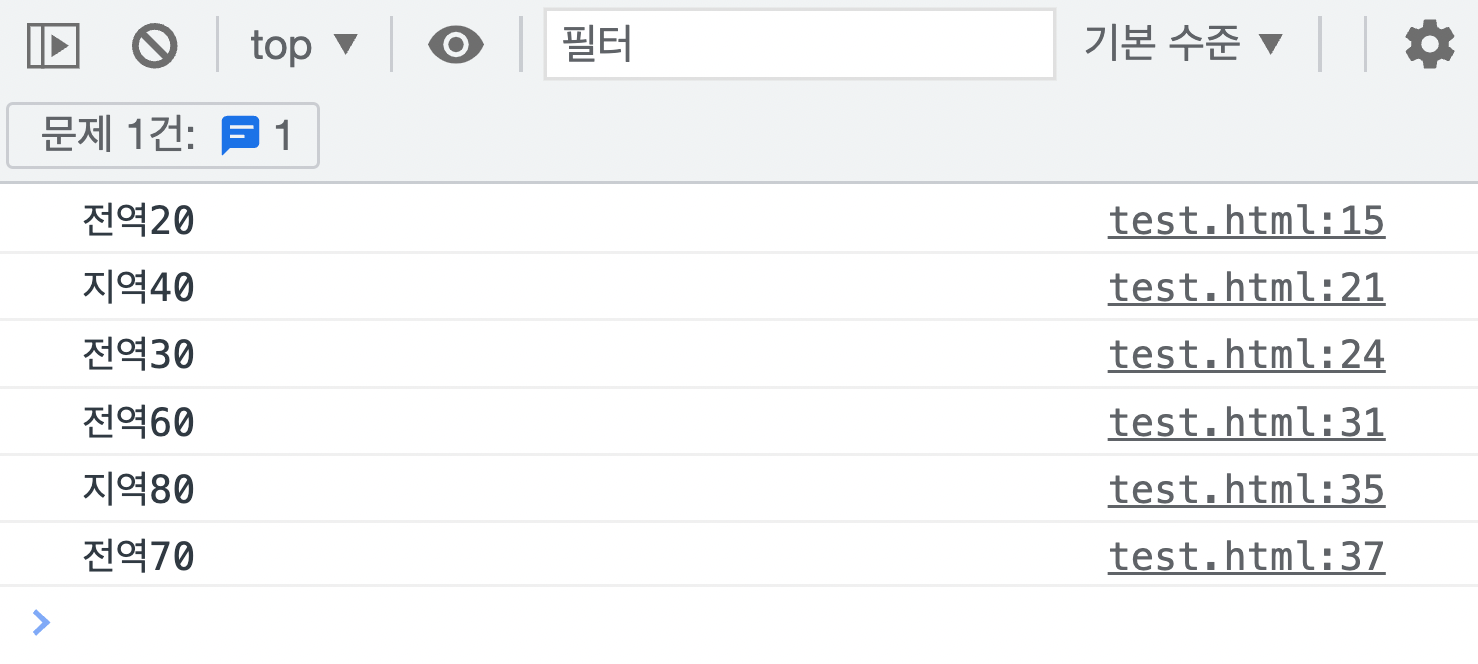 top 필터 기본 수준
문제 1건: 1
전역20 test.html:15
지역40 test.html:21
전역30 test.html:24
전역60 test.html:31
지역80 test.html:35
전역70 test.html:37